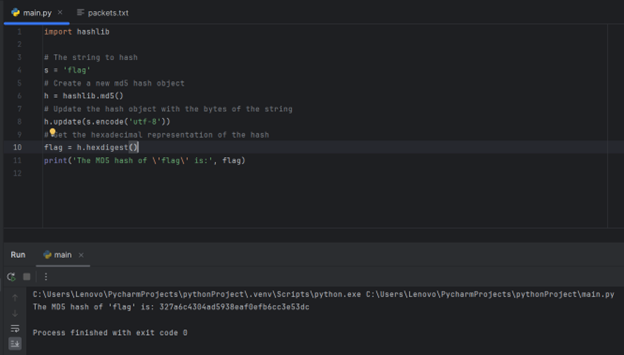 main.py
packets.txt
1 import hashlib
2
3 # The string to hash
4 s = 'flag'
5 # Create a new md5 hash object
6 h = hashlib.md5()
7 # Update the hash object with the bytes of the string
8 h.update(s.encode('utf-8'))
9 # Get the hexadecimal representation of the hash
10 flag = h.hexdigest()
11 print('The MD5 hash of \'flag\' is:', flag)
12
Run main
C:\Users\Lenovo\PycharmProjects\pythonProject\.venv\Scripts\python.exe C:\Users\Lenovo\PycharmProjects\pythonProject\main.py
The MD5 hash of 'flag' is: 327a6c4304ad5938eaf0efb6cc3e53dc
Process finished with exit code 0